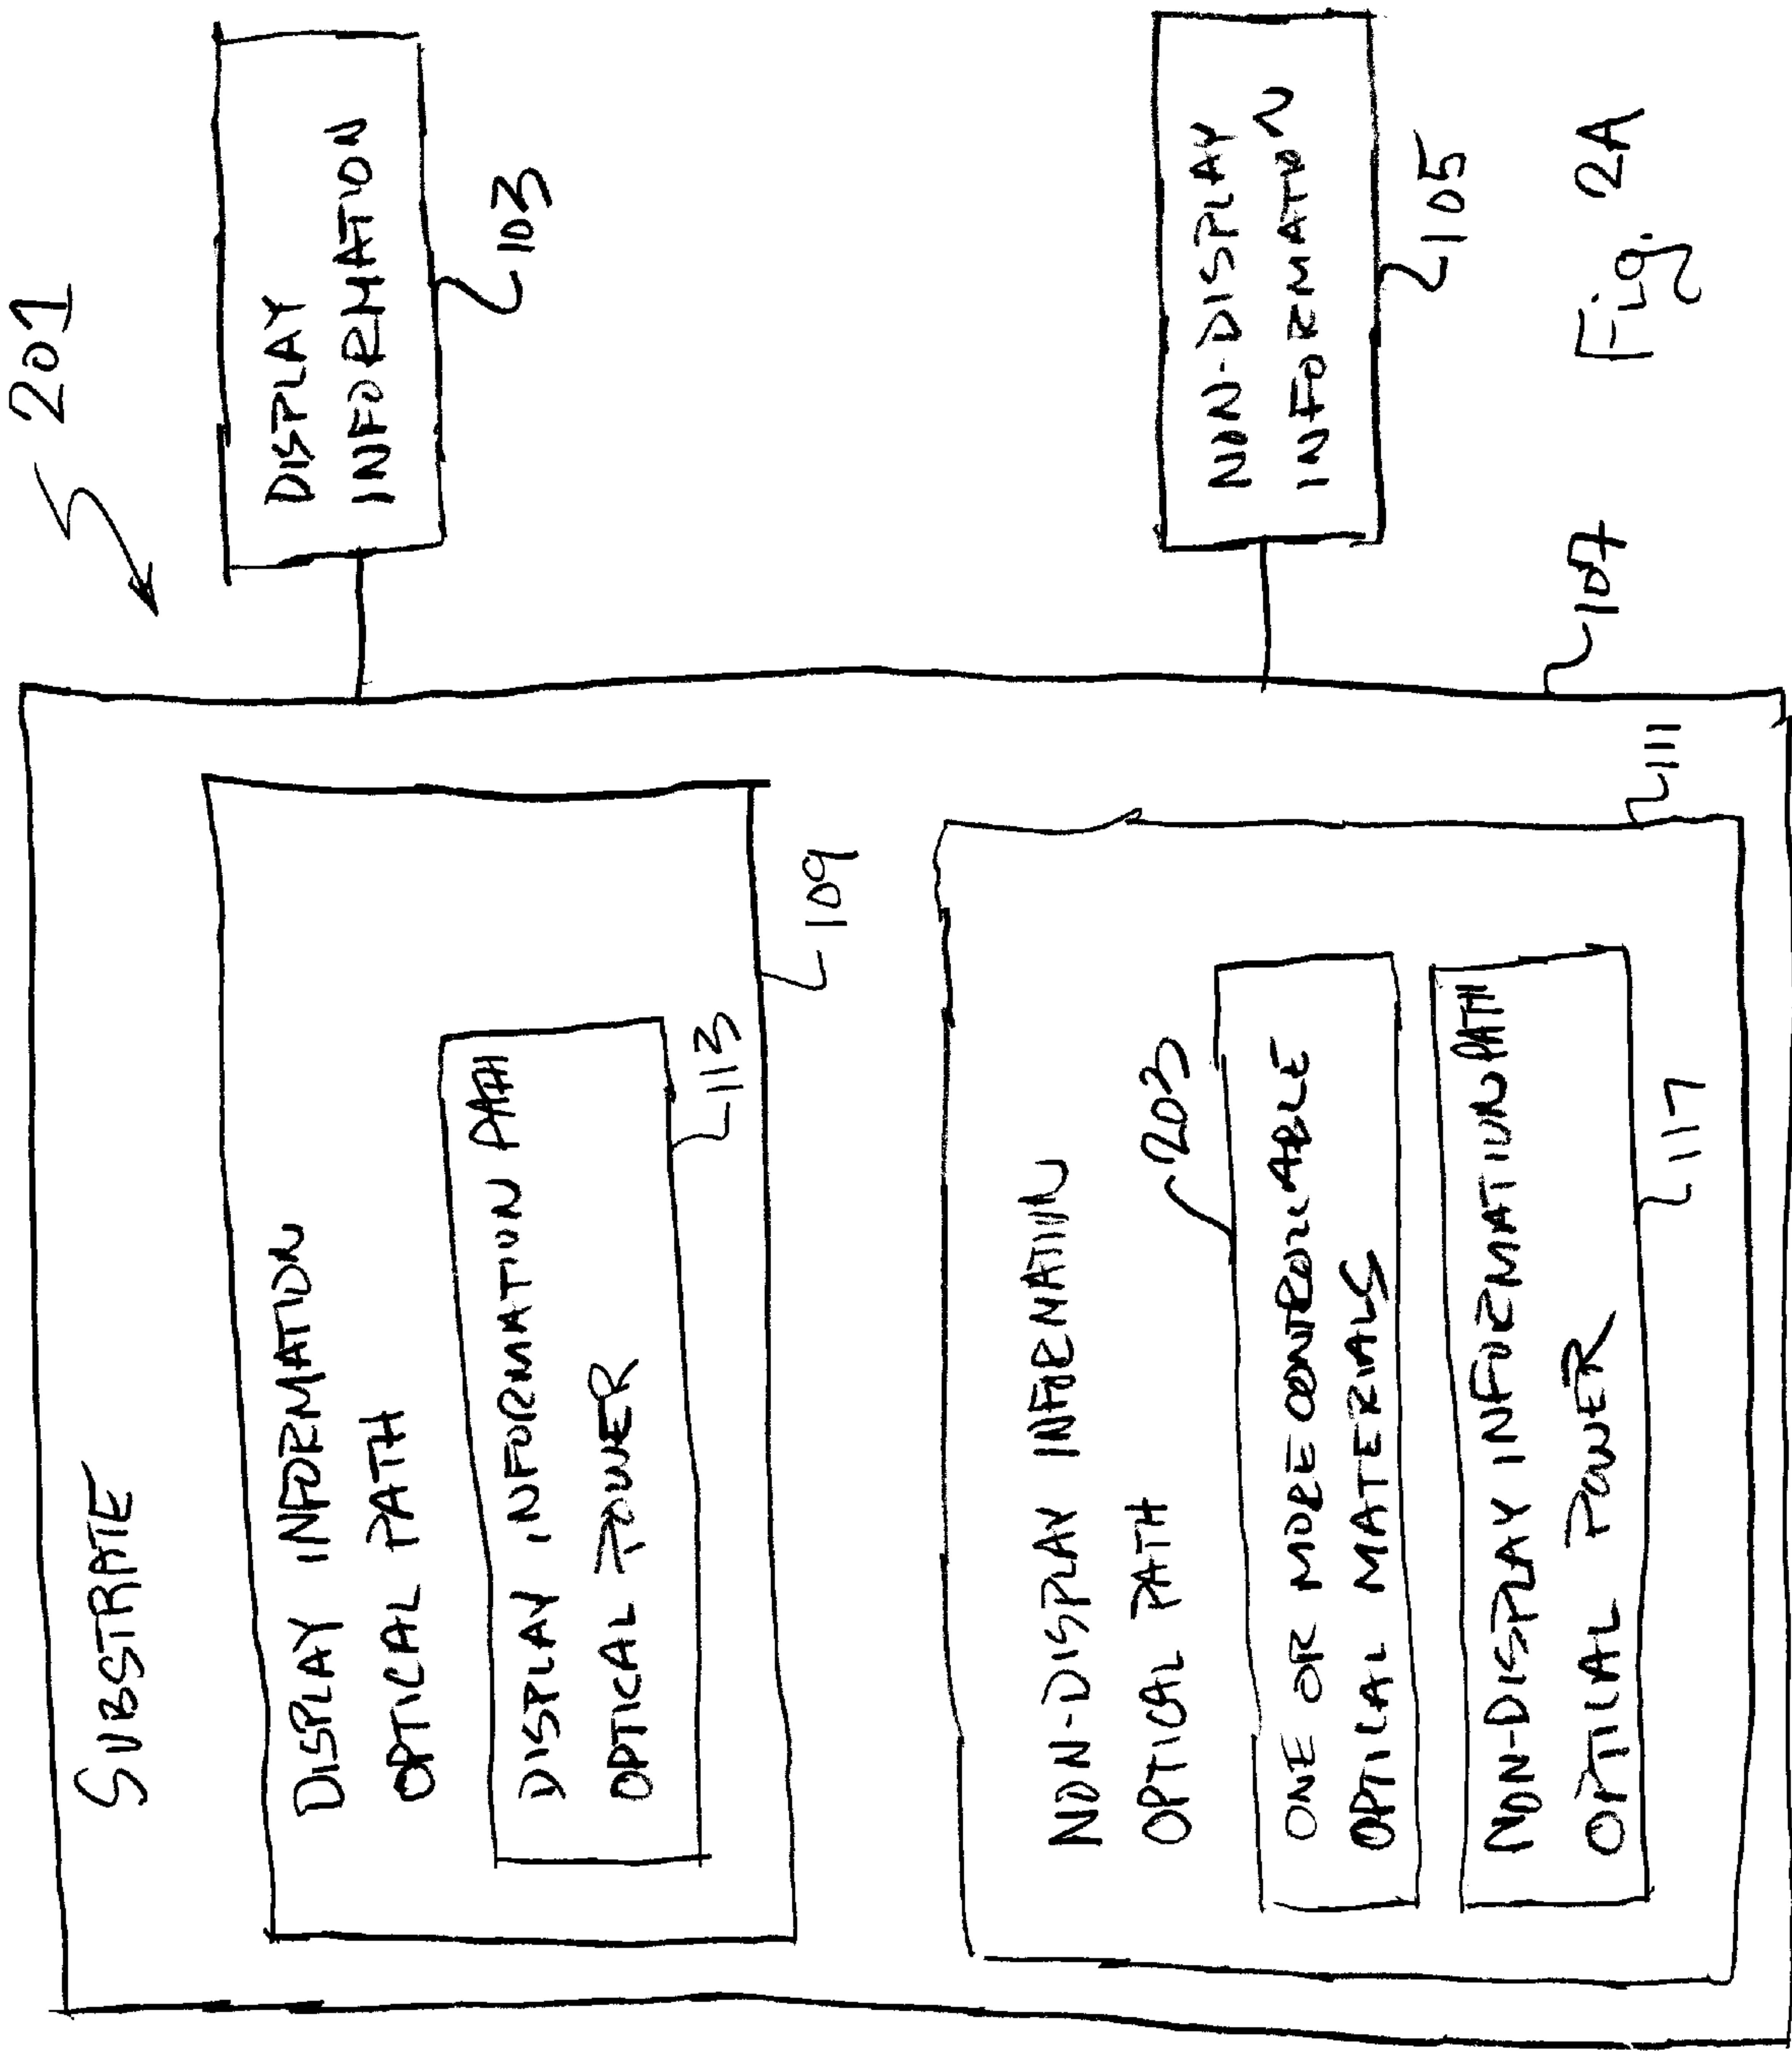 201
SUBSTRATE
DISPLAY INFORMATION
OPTICAL PATH
DISPLAY INFORMATION PATH
OPTICAL POWER
113
109
DISPLAY
INFORMATION
103
NON-DISPLAY INFORMATION
OPTICAL PATH
203
ONE OR MORE CONTROLLABLE
OPTICAL MATERIALS
NON-DISPLAY INFORMATION PATH
OPTICAL POWER
117
111
107
NON-DISPLAY
INFORMATION
105
Fig. 2A